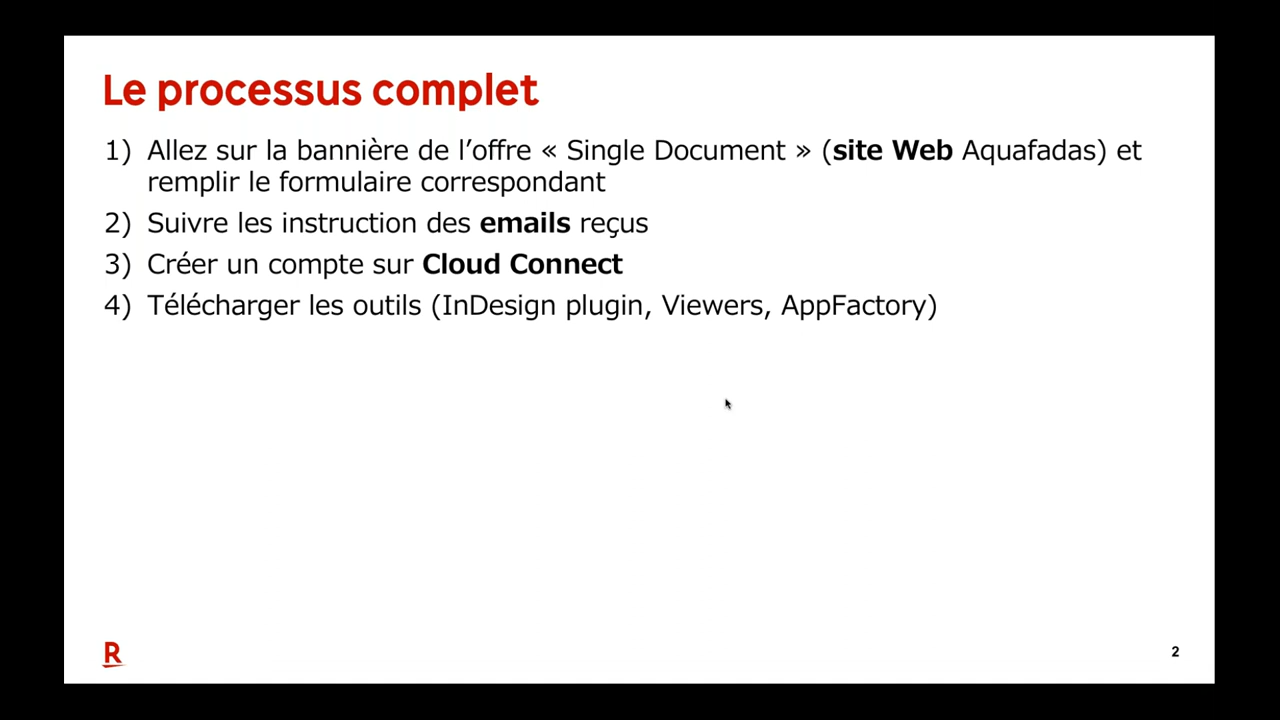 Le processus complet
1) Allez sur la bannière de l’offre « Single Document » (site Web Aquafadas) et
remplir le formulaire correspondant
2) Suivre les instruction des emails reçus
3) Créer un compte sur Cloud Connect
4) Télécharger les outils (InDesign plugin, Viewers, AppFactory)
R
2